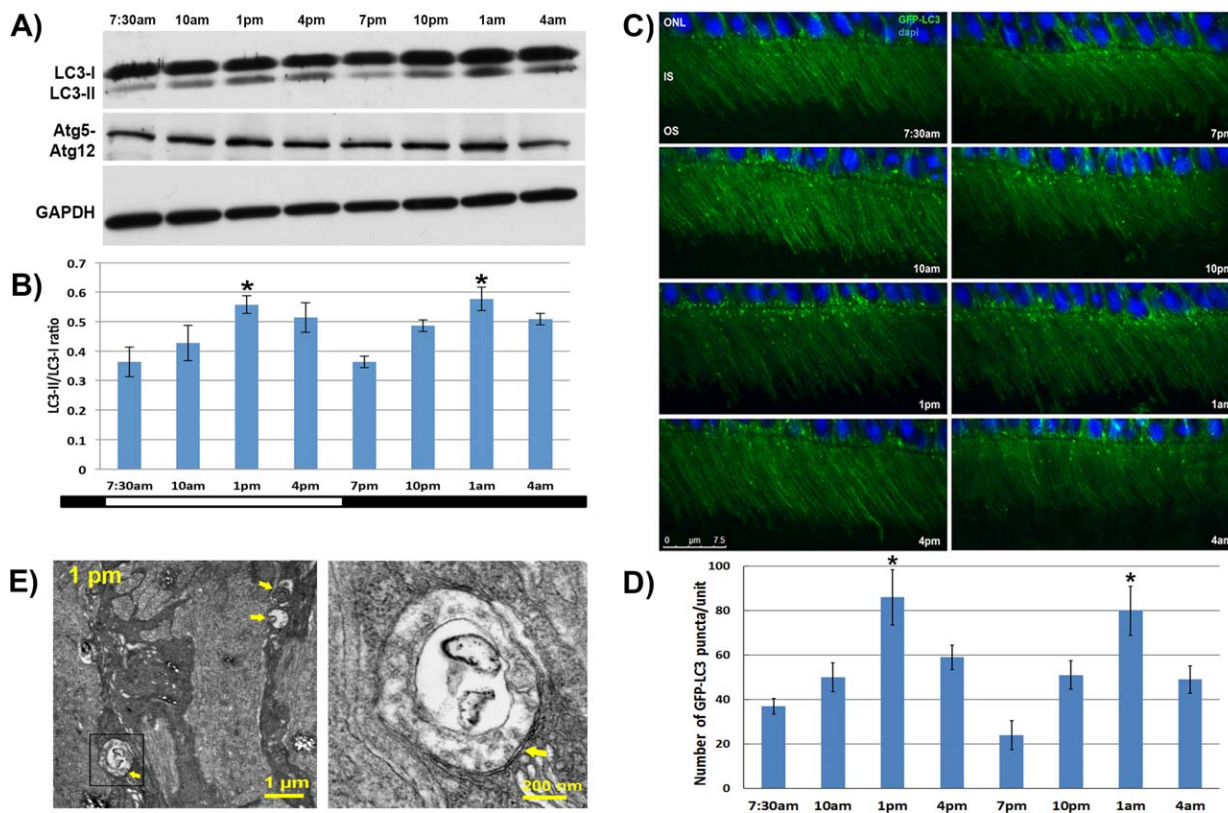 A)
7:30am 10am 1pm 4pm 7pm 10pm 1am 4am
LC3-I
LC3-II
Atg5-
Atg12
GAPDH
B)
0.7
0.6
0.5
0.4
0.3
0.2
0.1
0
LC3-II/LC3-I ratio
* *
7:30am 10am 1pm 4pm 7pm 10pm 1am 4am
C)
ONL
GFP-LC3
dapi
IS
OS
7:30am
7pm
10am
10pm
1pm
1am
0 µm 7.5
4pm
4am
D)
100
80
60
40
20
0
Number of GFP-LC3 puncta/unit
* *
7:30am 10am 1pm 4pm 7pm 10pm 1am 4am
E)
1 pm
1 µm
200 nm